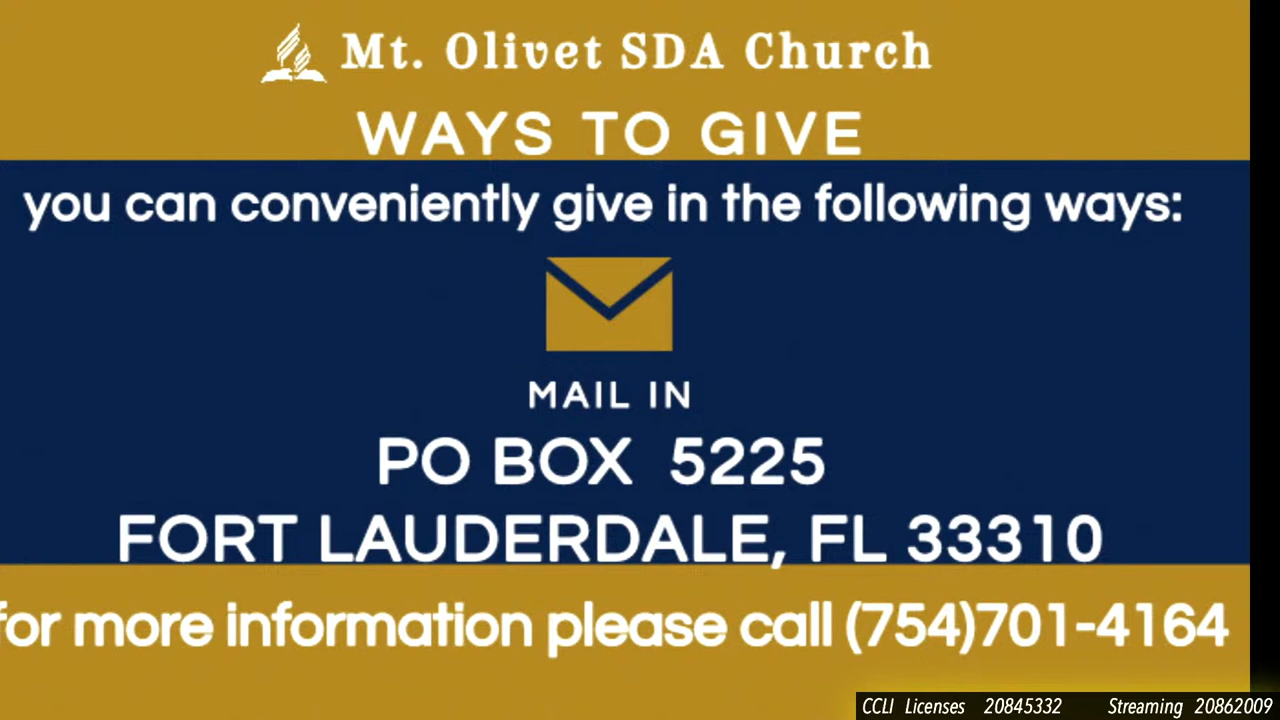 Mt. Olivet SDA Church
WAYS TO GIVE
you can conveniently give in the following ways:
MAIL IN
PO BOX 5225
FORT LAUDERDALE, FL 33310
for more information please call (754)701-4164
CCLI Licenses 20845332 Streaming 20862009